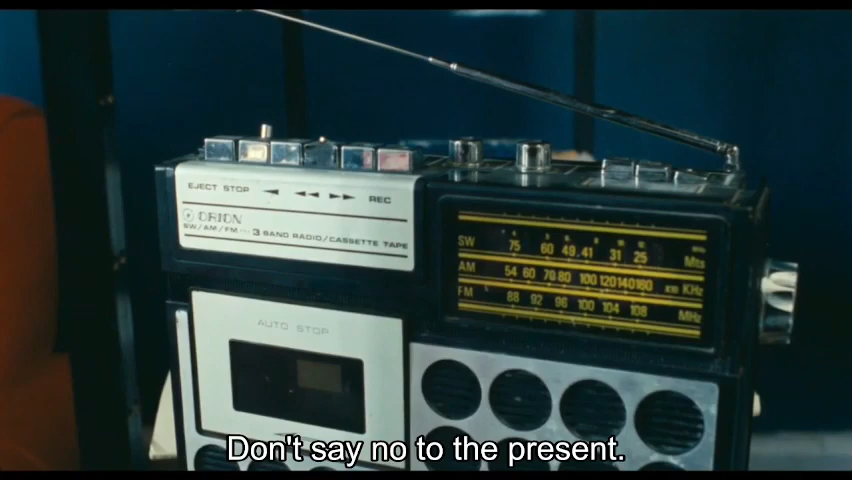 EJECT STOP REC
ORION
SW/AM/FM 3 BAND RADIO/CASSETTE TAPE
SW 75 60 49 41 31 25 Mts
AM 54 60 70 80 100 120 140 160 x10 KHz
FM 88 92 96 100 104 108 MHz
AUTO STOP
Don't say no to the present.